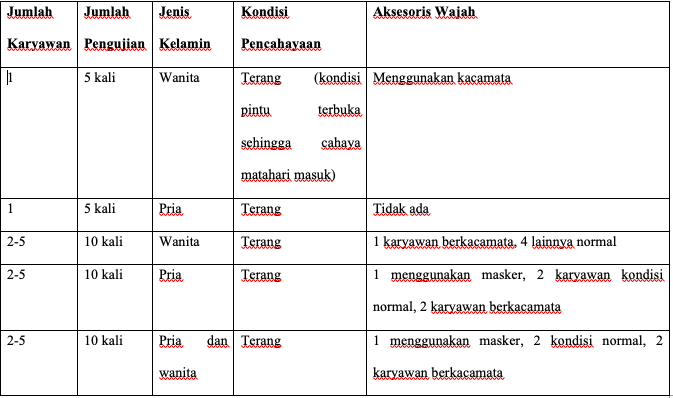 Jumlah Karyawan | Jumlah Pengujian | Jenis Kelamin | Kondisi Pencahayaan | Aksesoris Wajah
1 | 5 kali | Wanita | Terang (kondisi pintu terbuka sehingga cahaya matahari masuk) | Menggunakan kacamata
1 | 5 kali | Pria | Terang | Tidak ada
2-5 | 10 kali | Wanita | Terang | 1 karyawan berkacamata, 4 lainnya normal
2-5 | 10 kali | Pria | Terang | 1 menggunakan masker, 2 karyawan kondisi normal, 2 karyawan berkacamata
2-5 | 10 kali | Pria dan wanita | Terang | 1 menggunakan masker, 2 kondisi normal, 2 karyawan berkacamata